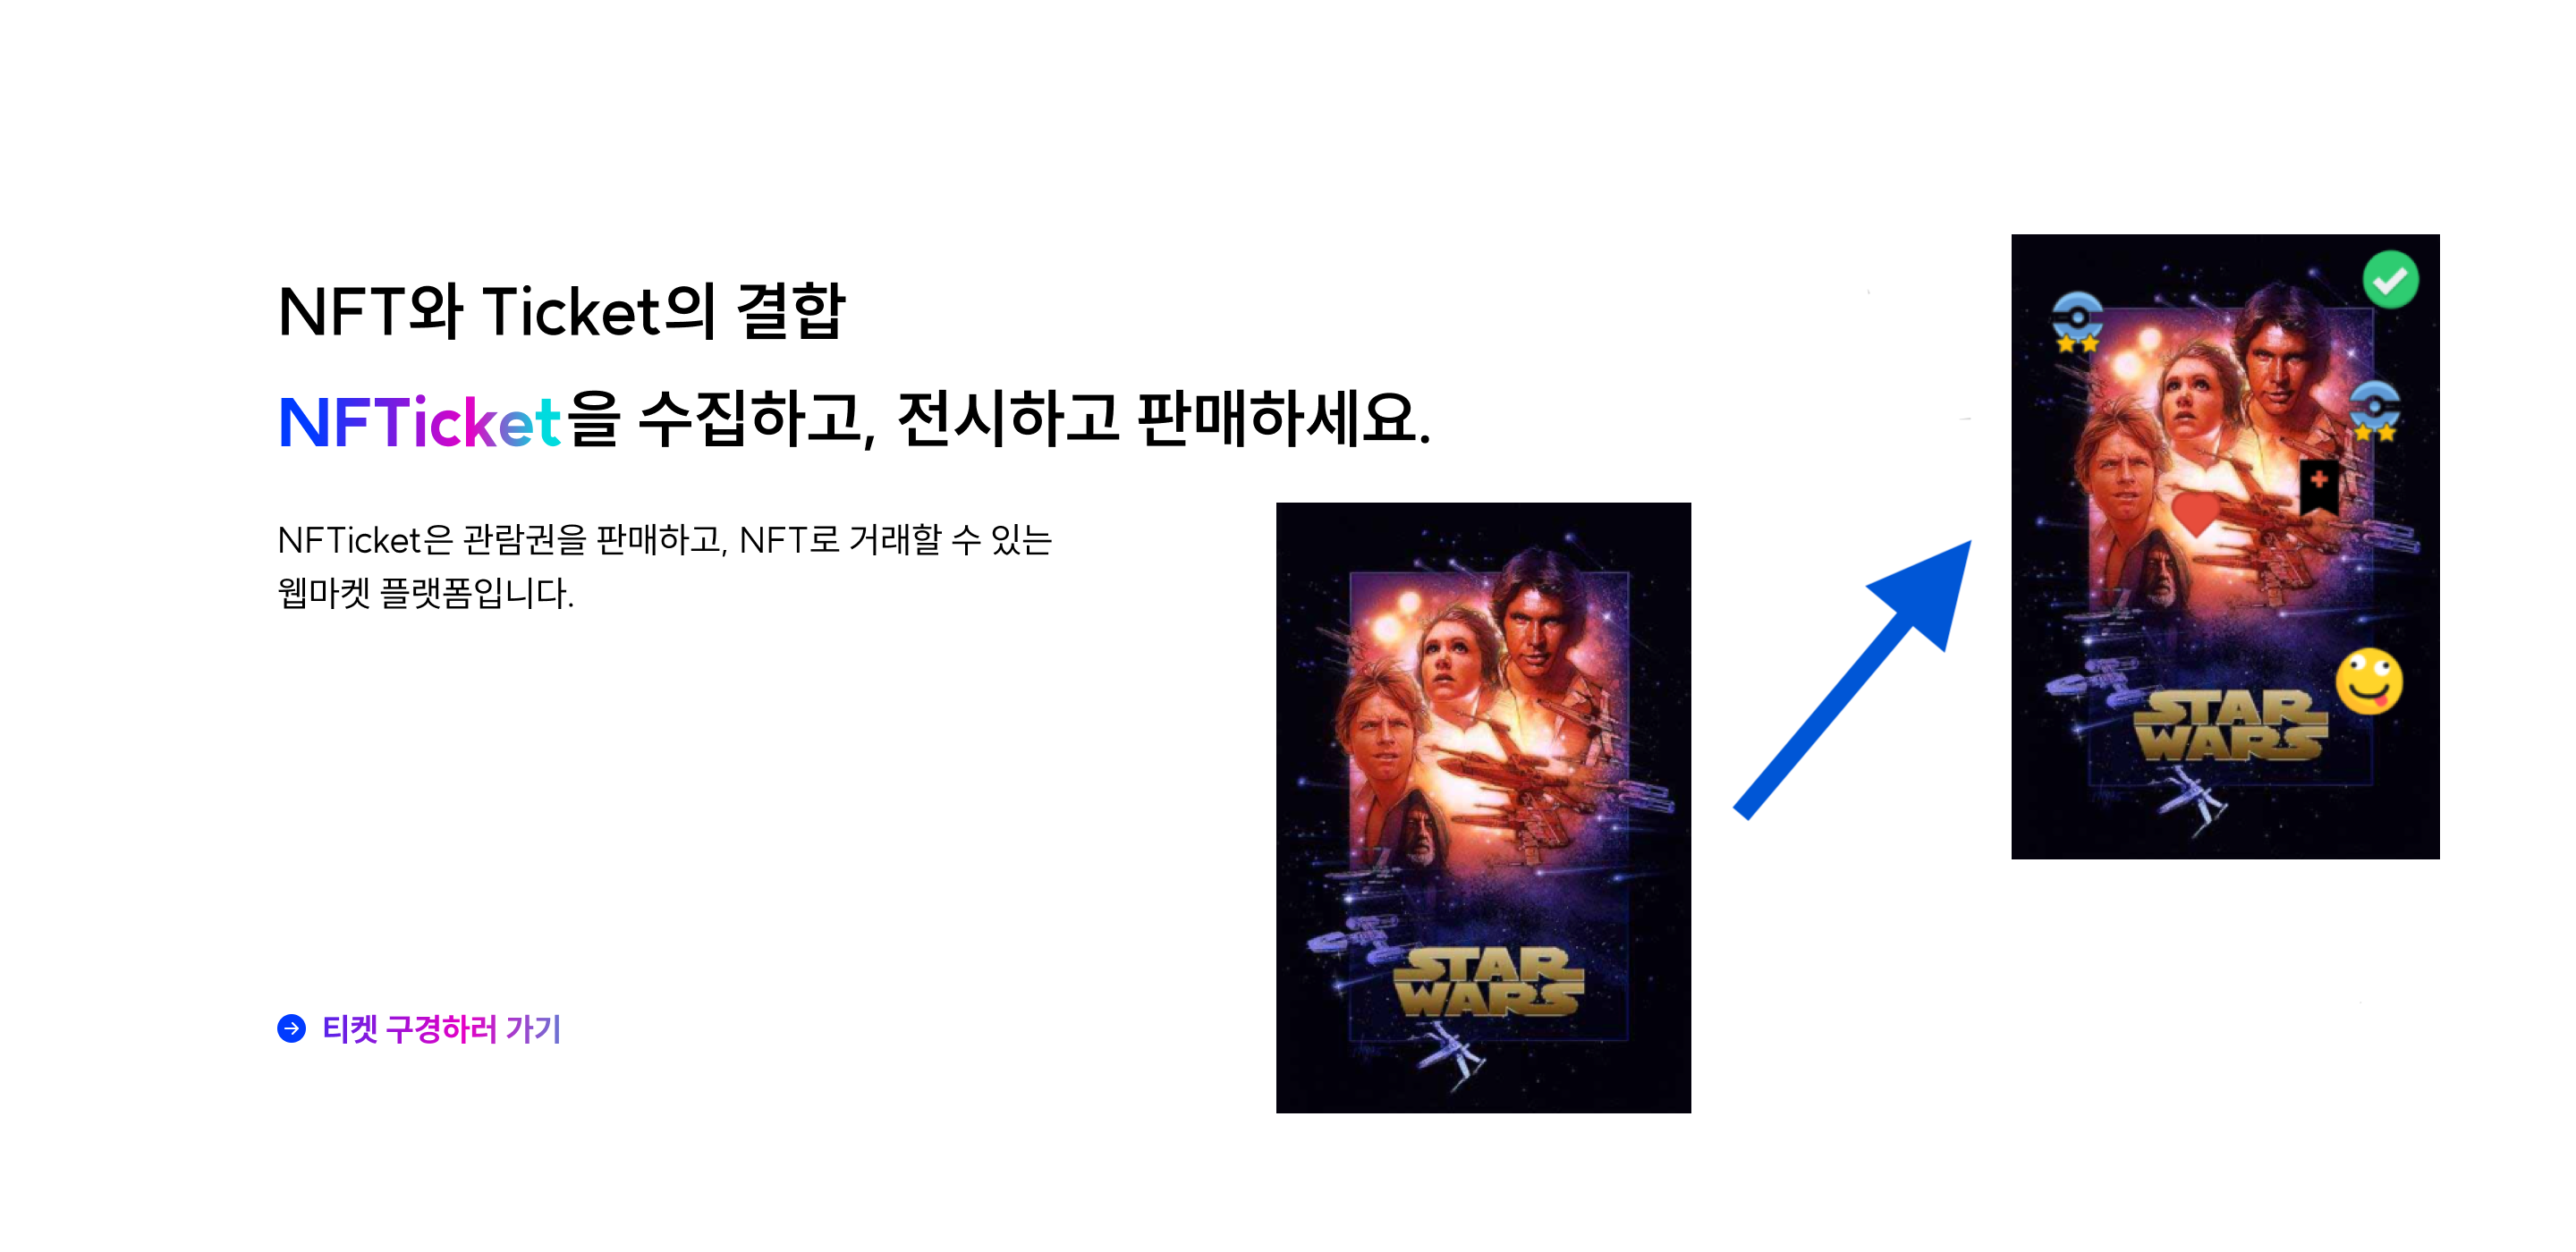 NFT와 Ticket의 결합
NFTicket을 수집하고, 전시하고 판매하세요.
NFTicket은 관람권을 판매하고, NFT로 거래할 수 있는
웹마켓 플랫폼입니다.
티켓 구경하러 가기
STAR
WARS
STAR
WARS